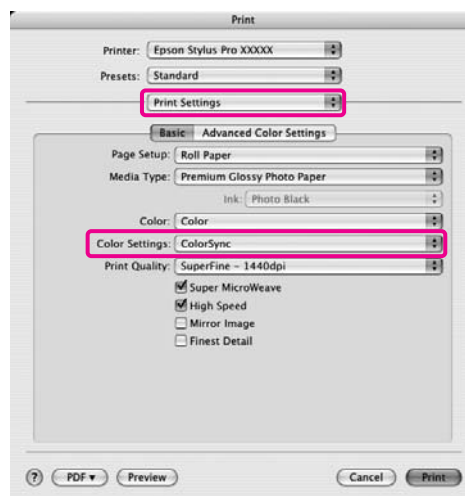 Print
Printer: Epson Stylus Pro XXXXX
Presets: Standard
Print Settings
Basic Advanced Color Settings
Page Setup: Roll Paper
Media Type: Premium Glossy Photo Paper
Ink: Photo Black
Color: Color
Color Settings: ColorSync
Print Quality: SuperFine - 1440dpi
Super MicroWeave
High Speed
Mirror Image
Finest Detail
? PDF ▾ Preview Cancel Print